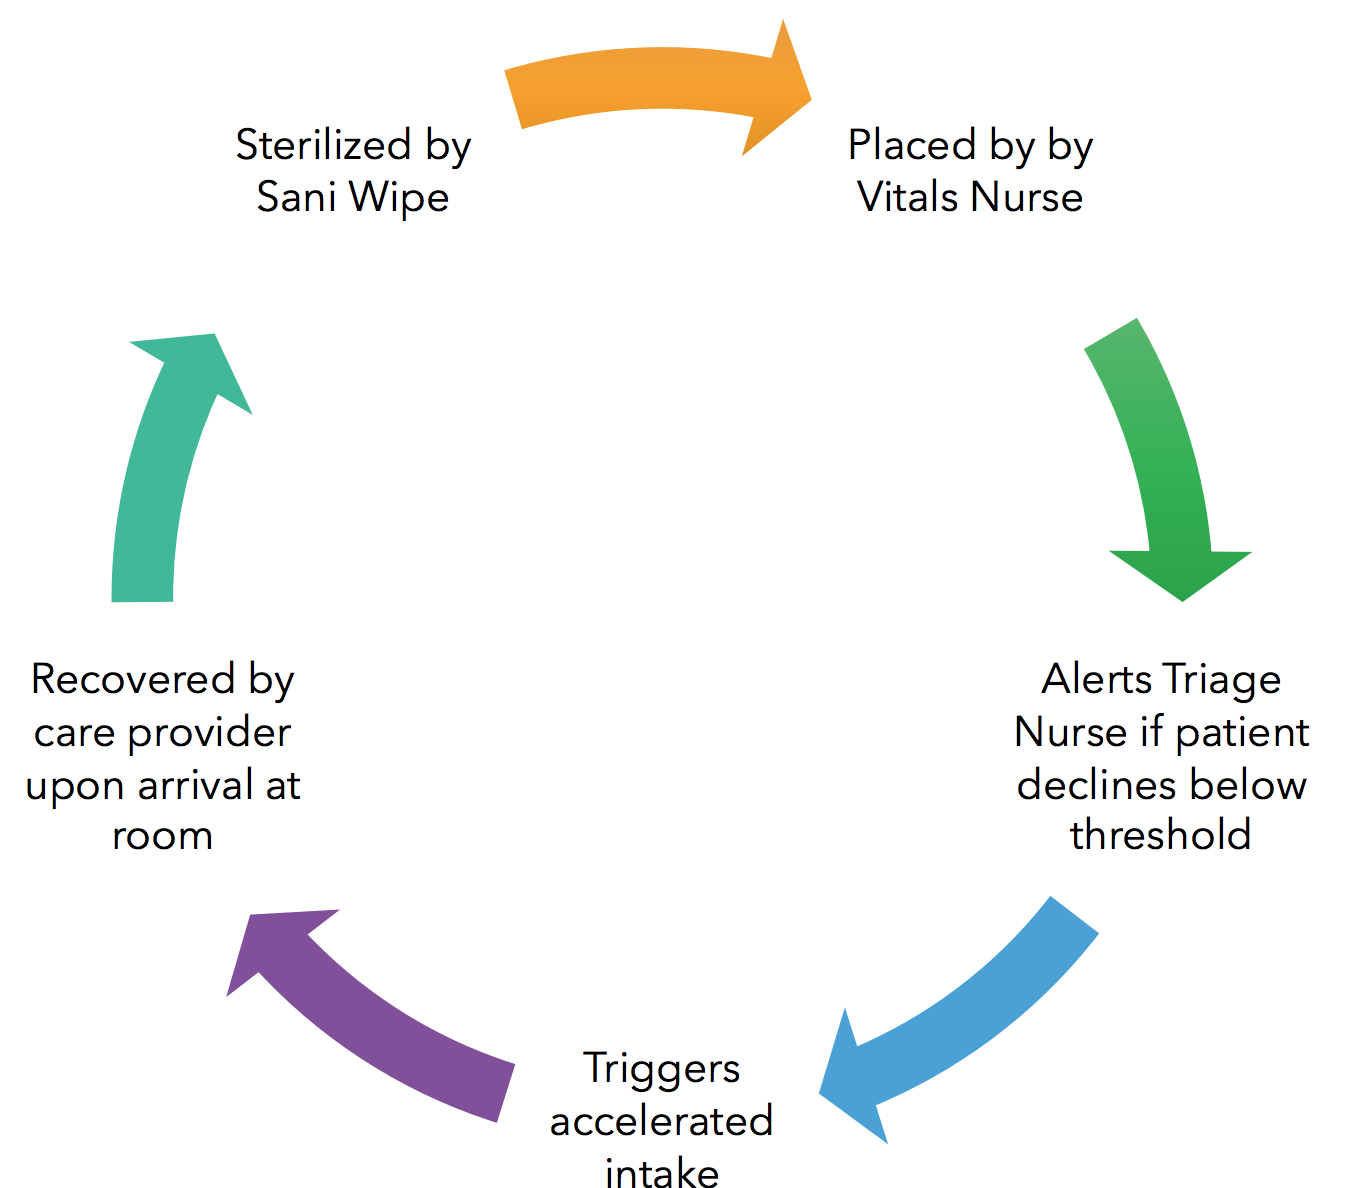 Sterilized by
Sani Wipe
Placed by by
Vitals Nurse
Alerts Triage
Nurse if patient
declines below
threshold
Triggers
accelerated
intake
Recovered by
care provider
upon arrival at
room